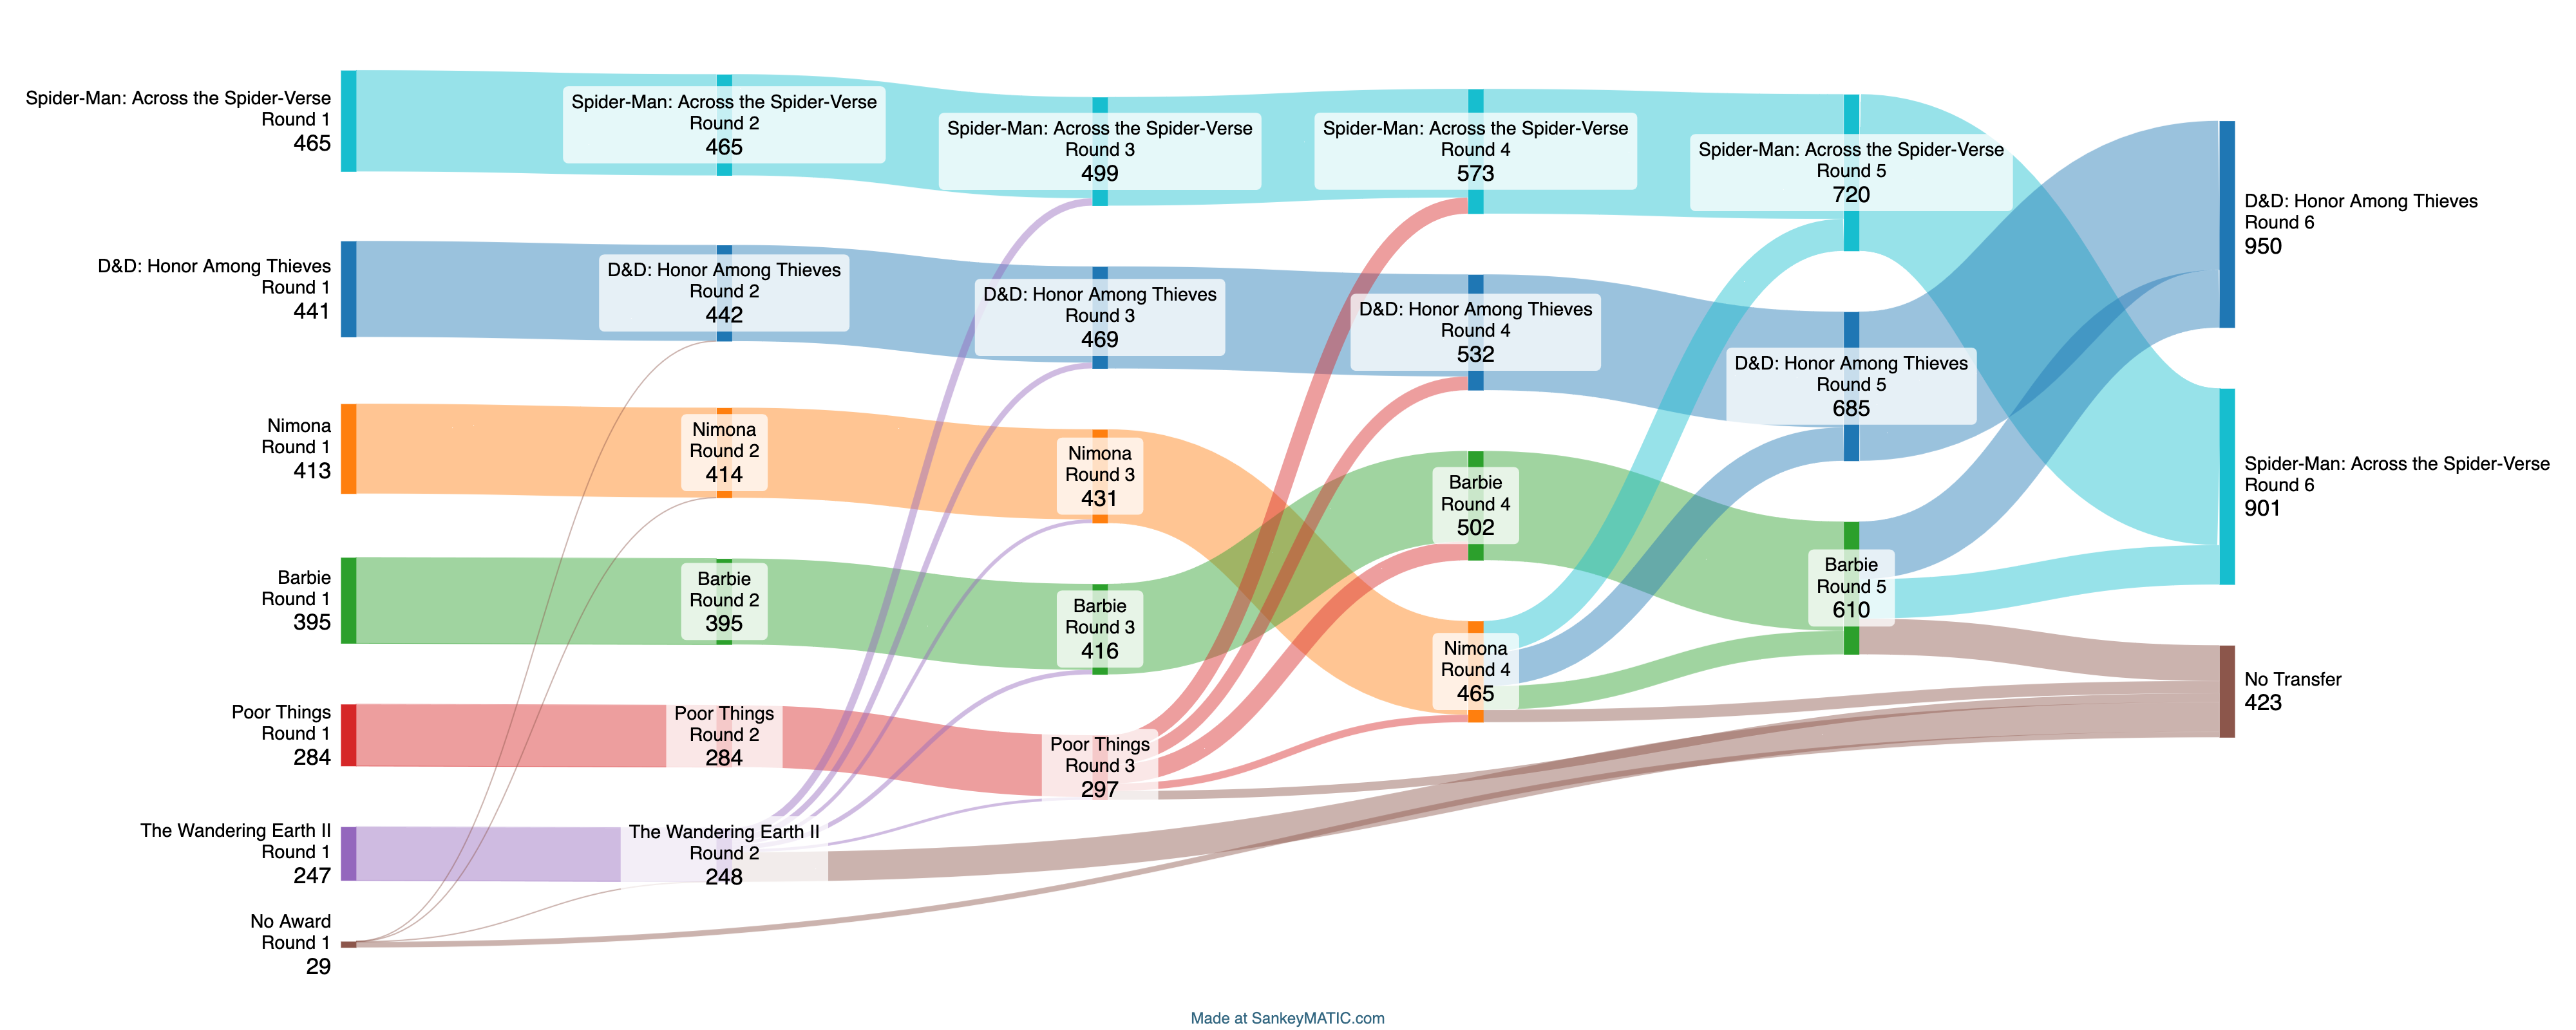 Spider-Man: Across the Spider-Verse
Round 1
465
D&D: Honor Among Thieves
Round 1
441
Nimona
Round 1
413
Barbie
Round 1
395
Poor Things
Round 1
284
The Wandering Earth II
Round 1
247
No Award
Round 1
29
Spider-Man: Across the Spider-Verse
Round 2
465
D&D: Honor Among Thieves
Round 2
442
Nimona
Round 2
414
Barbie
Round 2
395
Poor Things
Round 2
284
The Wandering Earth II
Round 2
248
Spider-Man: Across the Spider-Verse
Round 3
499
D&D: Honor Among Thieves
Round 3
469
Nimona
Round 3
431
Barbie
Round 3
416
Poor Things
Round 3
297
Spider-Man: Across the Spider-Verse
Round 4
573
D&D: Honor Among Thieves
Round 4
532
Barbie
Round 4
502
Nimona
Round 4
465
Spider-Man: Across the Spider-Verse
Round 5
720
D&D: Honor Among Thieves
Round 5
685
Barbie
Round 5
610
D&D: Honor Among Thieves
Round 6
950
Spider-Man: Across the Spider-Verse
Round 6
901
No Transfer
423
Made at SankeyMATIC.com